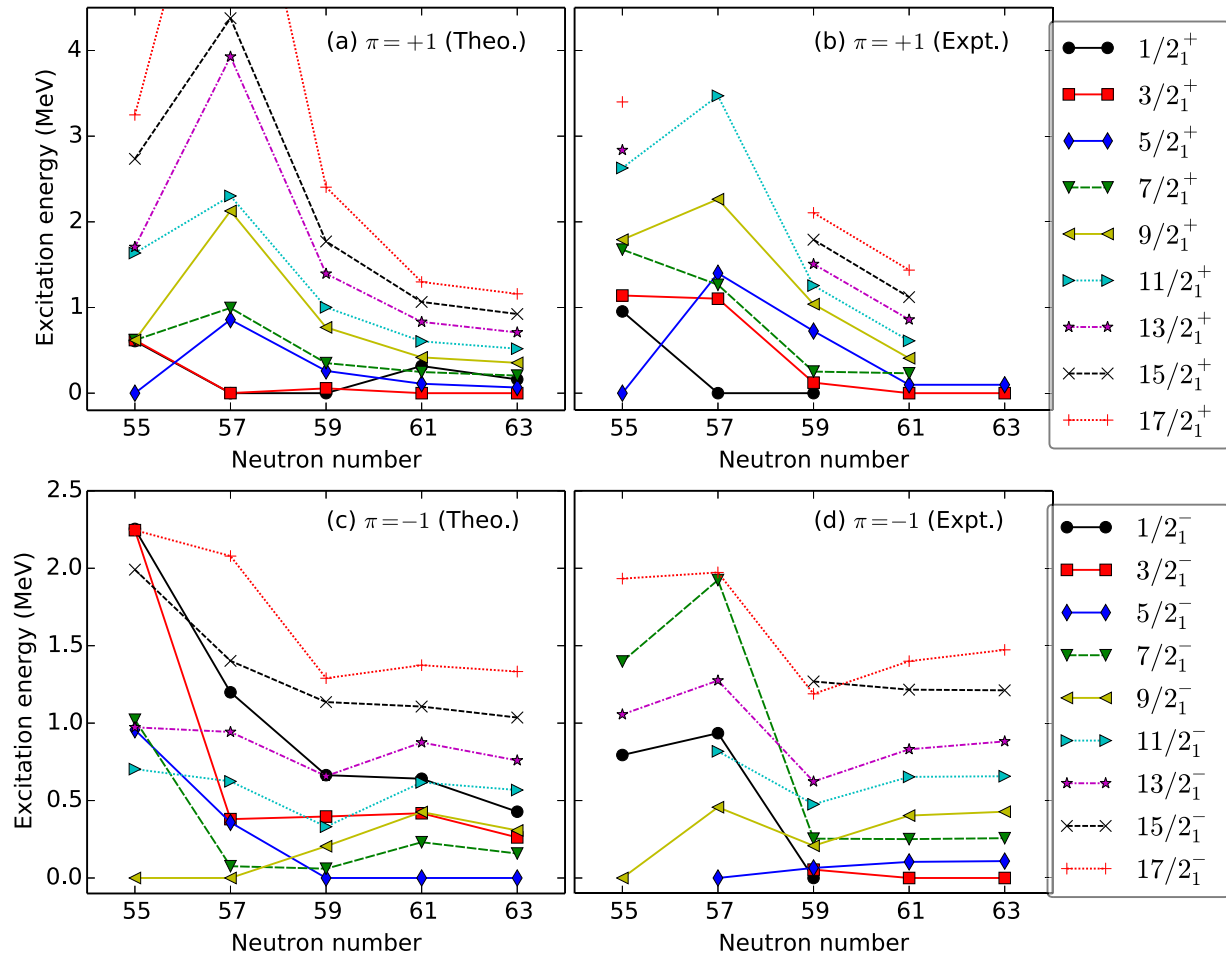 (a) π=+1 (Theo.)
(b) π=+1 (Expt.)
Excitation energy (MeV)
4
3
2
1
0
55 57 59 61 63
55 57 59 61 63
Neutron number
Neutron number
1/2₁⁺
3/2₁⁺
5/2₁⁺
7/2₁⁺
9/2₁⁺
11/2₁⁺
13/2₁⁺
15/2₁⁺
17/2₁⁺
(c) π=−1 (Theo.)
(d) π=−1 (Expt.)
Excitation energy (MeV)
2.5
2.0
1.5
1.0
0.5
0.0
55 57 59 61 63
55 57 59 61 63
Neutron number
Neutron number
1/2₁⁻
3/2₁⁻
5/2₁⁻
7/2₁⁻
9/2₁⁻
11/2₁⁻
13/2₁⁻
15/2₁⁻
17/2₁⁻